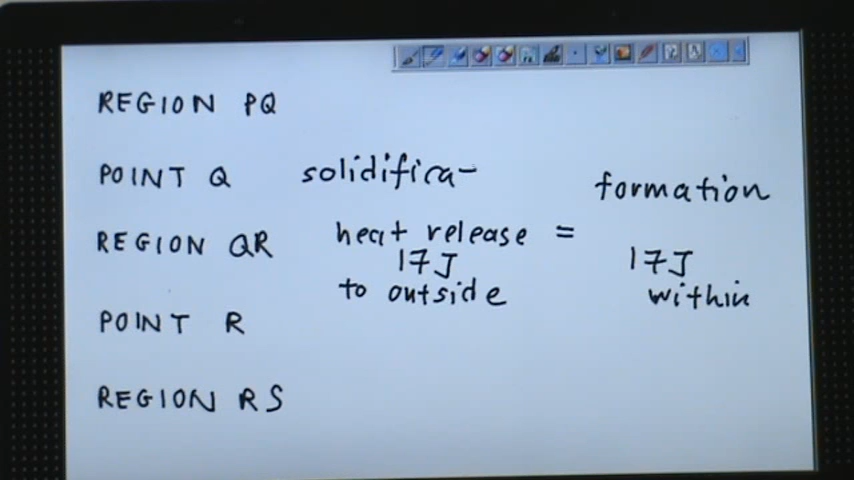 REGION PQ
POINT Q solidifica-
formation
REGION QR heat release =
17J 17J
to outside within
POINT R
REGION RS